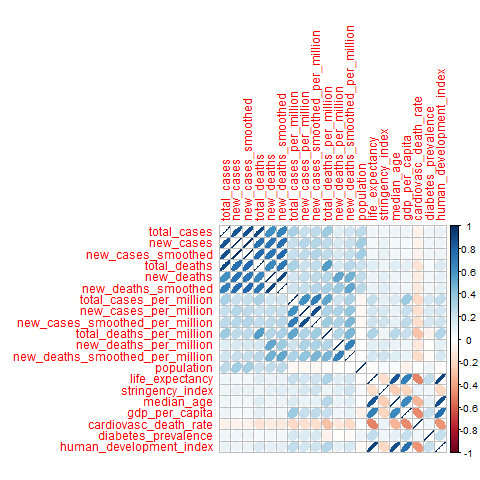 total_cases
new_cases
new_cases_smoothed
total_deaths
new_deaths
new_deaths_smoothed
total_cases_per_million
new_cases_per_million
new_cases_smoothed_per_million
total_deaths_per_million
new_deaths_per_million
new_deaths_smoothed_per_million
population
life_expectancy
stringency_index
median_age
gdp_per_capita
cardiovasc_death_rate
diabetes_prevalence
human_development_index
total_cases
new_cases
new_cases_smoothed
total_deaths
new_deaths
new_deaths_smoothed
total_cases_per_million
new_cases_per_million
new_cases_smoothed_per_million
total_deaths_per_million
new_deaths_per_million
new_deaths_smoothed_per_million
population
life_expectancy
stringency_index
median_age
gdp_per_capita
cardiovasc_death_rate
diabetes_prevalence
human_development_index
1
0.8
0.6
0.4
0.2
0
-0.2
-0.4
-0.6
-0.8
-1